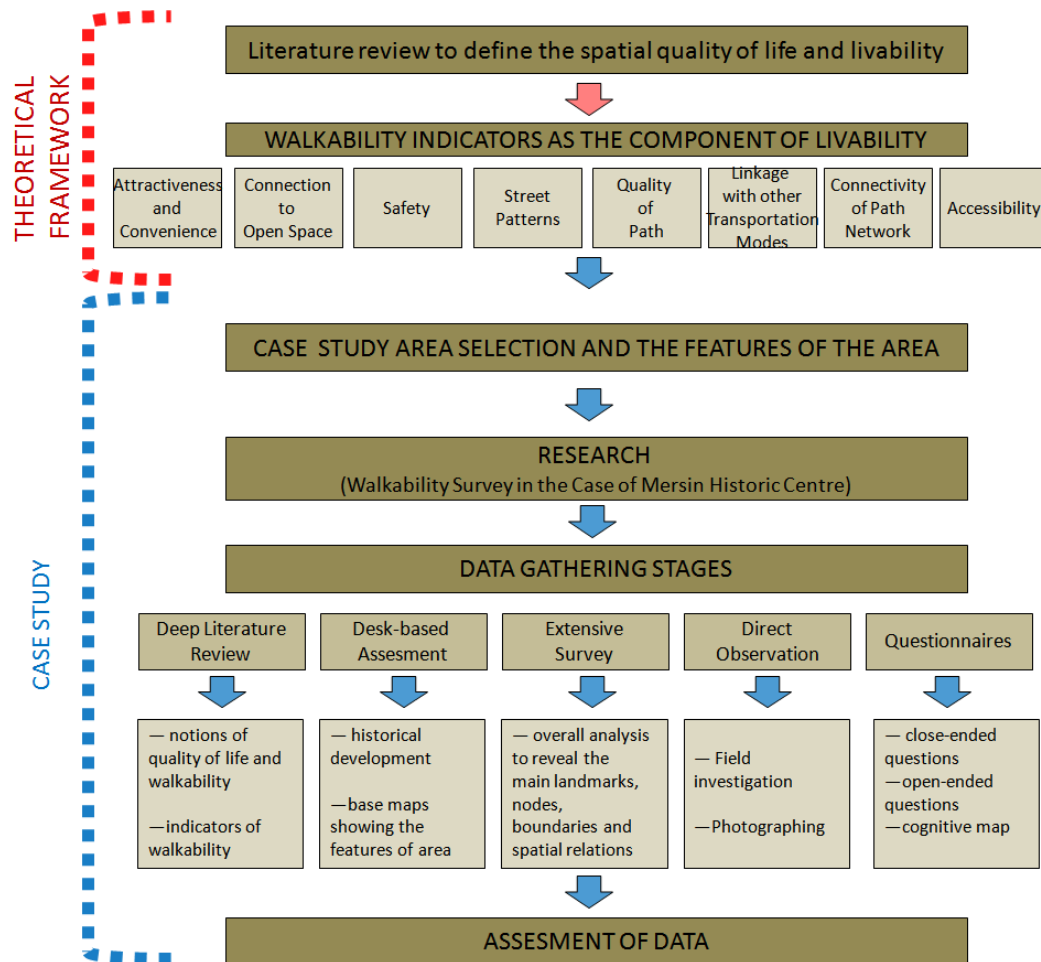 THEORETICAL
FRAMEWORK
Literature review to define the spatial quality of life and livability
WALKABILITY INDICATORS AS THE COMPONENT OF LIVABILITY
Attractiveness
and
Convenience
Connection
to
Open Space
Safety
Street
Patterns
Quality
of
Path
Linkage
with other
Transportation
Modes
Connectivity
of Path
Network
Accessibility
CASE STUDY
CASE STUDY AREA SELECTION AND THE FEATURES OF THE AREA
RESEARCH
(Walkability Survey in the Case of Mersin Historic Centre)
DATA GATHERING STAGES
Deep Literature
Review
Desk-based
Assesment
Extensive
Survey
Direct
Observation
Questionnaires
— notions of
quality of life and
walkability
—indicators of
walkability
— historical
development
—base maps
showing the
features of area
— overall analysis
to reveal the
main landmarks,
nodes,
boundaries and
spatial relations
— Field
investigation
—Photographing
— close-ended
questions
—open-ended
questions
—cognitive map
ASSESMENT OF DATA